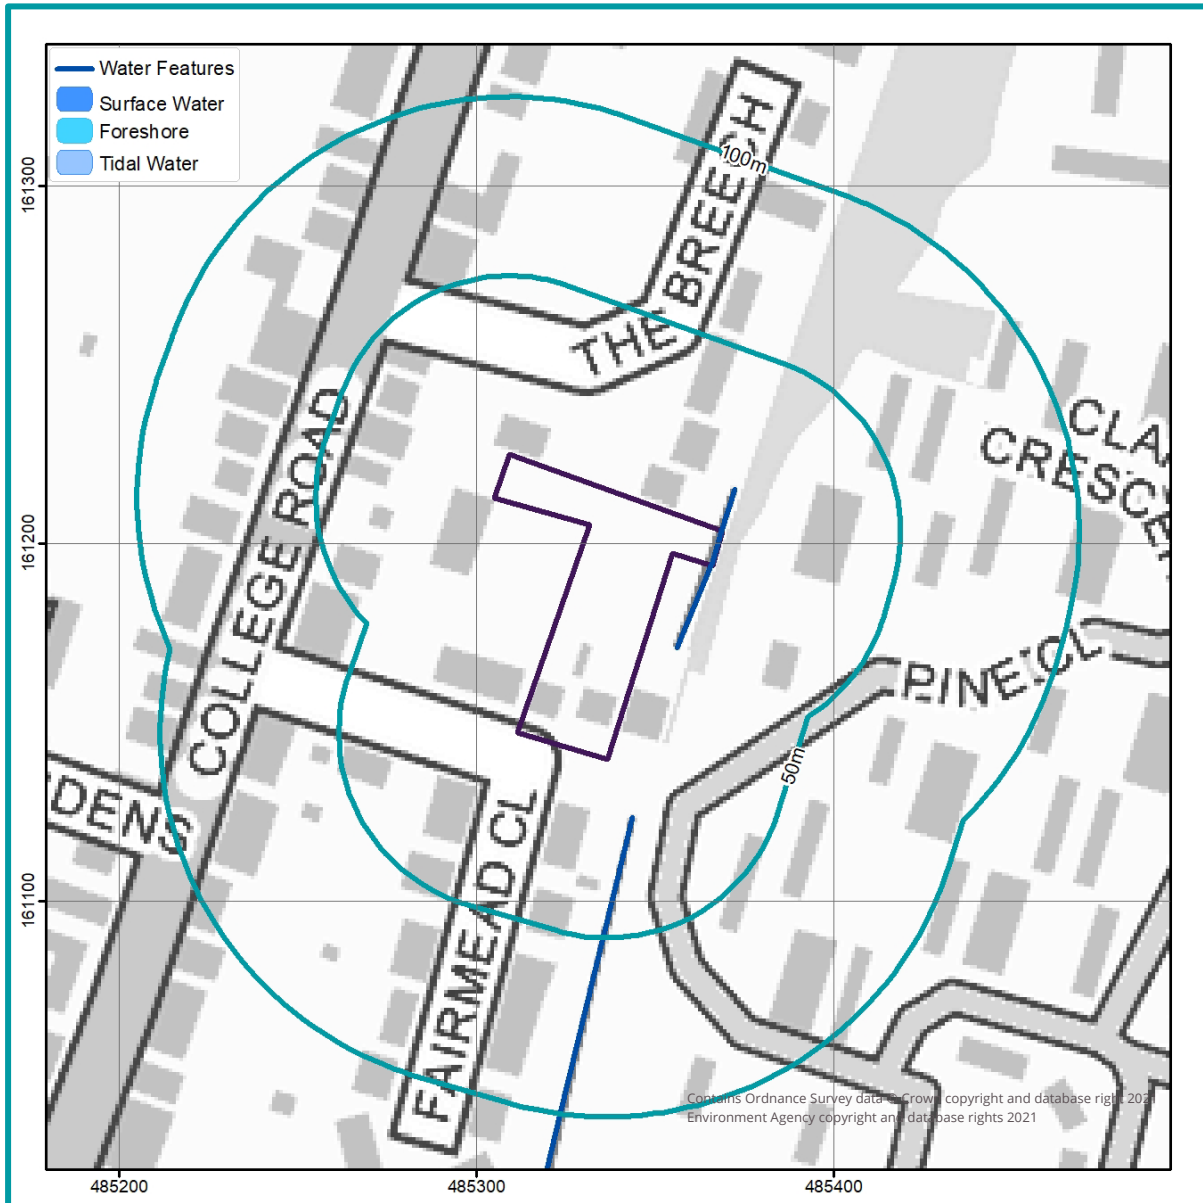 Water Features
Surface Water
Foreshore
Tidal Water
161300
161200
161100
485200
485300
485400
100m
50m
THE BREECH
COLLEGE ROAD
CRESCE
PINE CL
DENS
FAIRMEAD CL
Contains Ordnance Survey data © Crown copyright and database right 2021
Environment Agency copyright and database rights 2021